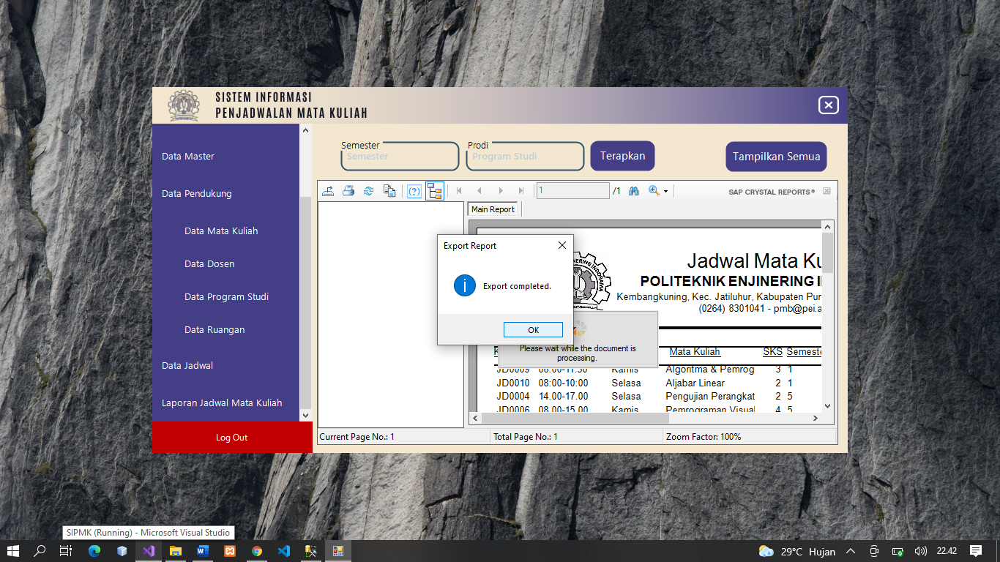 SISTEM INFORMASI
PENJADWALAN MATA KULIAH
Data Master
Data Pendukung
Data Mata Kuliah
Data Dosen
Data Program Studi
Data Ruangan
Data Jadwal
Laporan Jadwal Mata Kuliah
Log Out
Semester
Semester
Prodi
Program Studi
Terapkan
Tampilkan Semua
1
/1
SAP CRYSTAL REPORTS®
Main Report
Jadwal Mata Ku
POLITEKNIK ENJINERING I
Kembangkuning, Kec. Jatiluhur, Kabupaten Pur
(0264) 8301041 - pmb@pei.a
Export Report
Export completed.
OK
Please wait while the document is
processing.
Mata Kuliah SKS Semeste
JD0009 08.00-11.30 Kamis Algoritma & Pemrog 3 1
JD0010 08:00-10:00 Selasa Aljabar Linear 2 1
JD0004 14.00-17.00 Selasa Pengujian Perangkat 2 5
JD0006 08.00-15.00 Kamis Pemrograman Visual 4 5
Current Page No.: 1
Total Page No.: 1
Zoom Factor: 100%
SIPMK (Running) - Microsoft Visual Studio
29°C Hujan
22.42